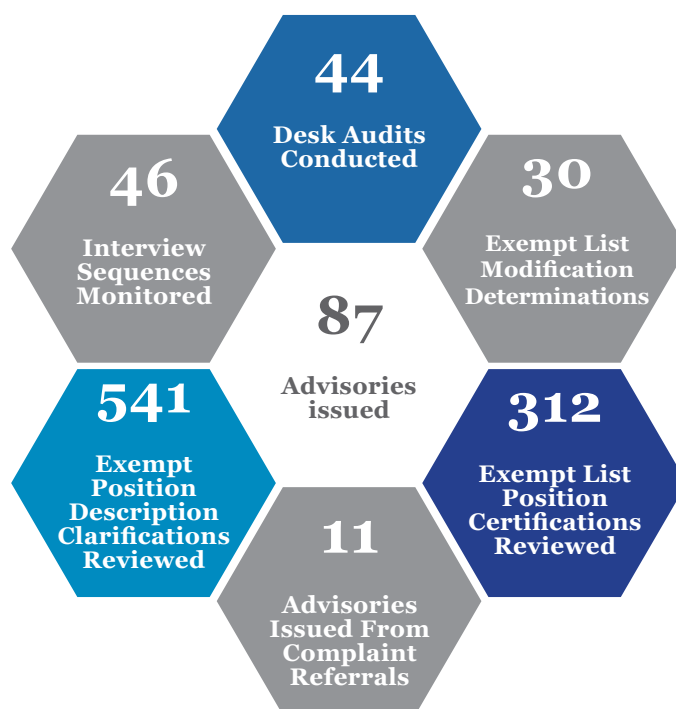 44
Desk Audits
Conducted
46
Interview
Sequences
Monitored
30
Exempt List
Modification
Determinations
87
Advisories
issued
541
Exempt
Position
Description
Clarifications
Reviewed
312
Exempt List
Position
Certifications
Reviewed
11
Advisories
Issued From
Complaint
Referrals